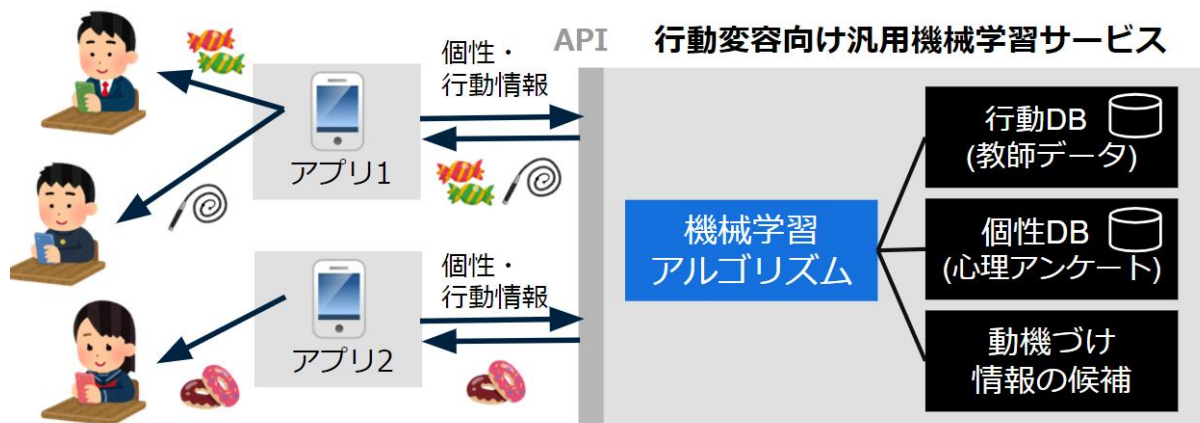 API
行動変容向け汎用機械学習サービス
個性・
行動情報
アプリ1
個性・
行動情報
アプリ2
機械学習
アルゴリズム
行動DB
(教師データ)
個性DB
(心理アンケート)
動機づけ
情報の候補